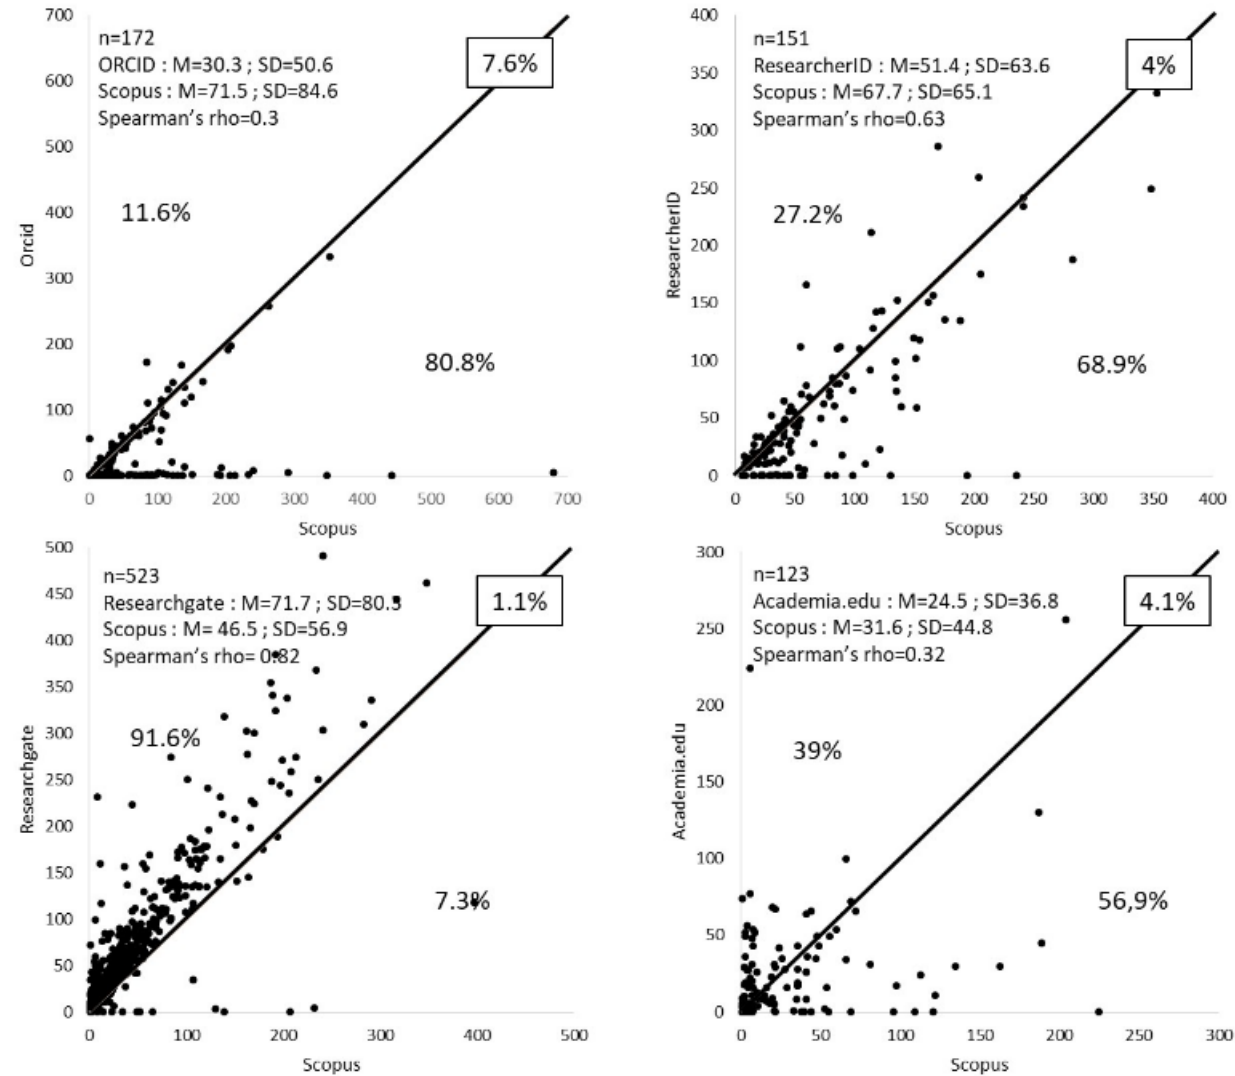 700
600
500
400
300
200
100
0
Orcid
n=172
ORCID : M=30.3 ; SD=50.6
Scopus : M=71.5 ; SD=84.6
Spearman's rho=0.3
7.6%
11.6%
80.8%
0 100 200 300 400 500 600 700
Scopus
400
350
300
250
200
150
100
50
0
ResearcherID
n=151
ResearcherID : M=51.4 ; SD=63.6
Scopus : M=67.7 ; SD=65.1
Spearman's rho=0.63
4%
27.2%
68.9%
0 50 100 150 200 250 300 350 400
Scopus
500
450
400
350
300
250
200
150
100
50
0
Researchgate
n=523
Researchgate : M=71.7 ; SD=80.3
Scopus : M= 46.5 ; SD=56.9
Spearman's rho= 0.82
1.1%
91.6%
7.3%
0 100 200 300 400 500
Scopus
300
250
200
150
100
50
0
Academia.edu
n=123
Academia.edu : M=24.5 ; SD=36.8
Scopus : M=31.6 ; SD=44.8
Spearman's rho=0.32
4.1%
39%
56,9%
0 50 100 150 200 250 300
Scopus